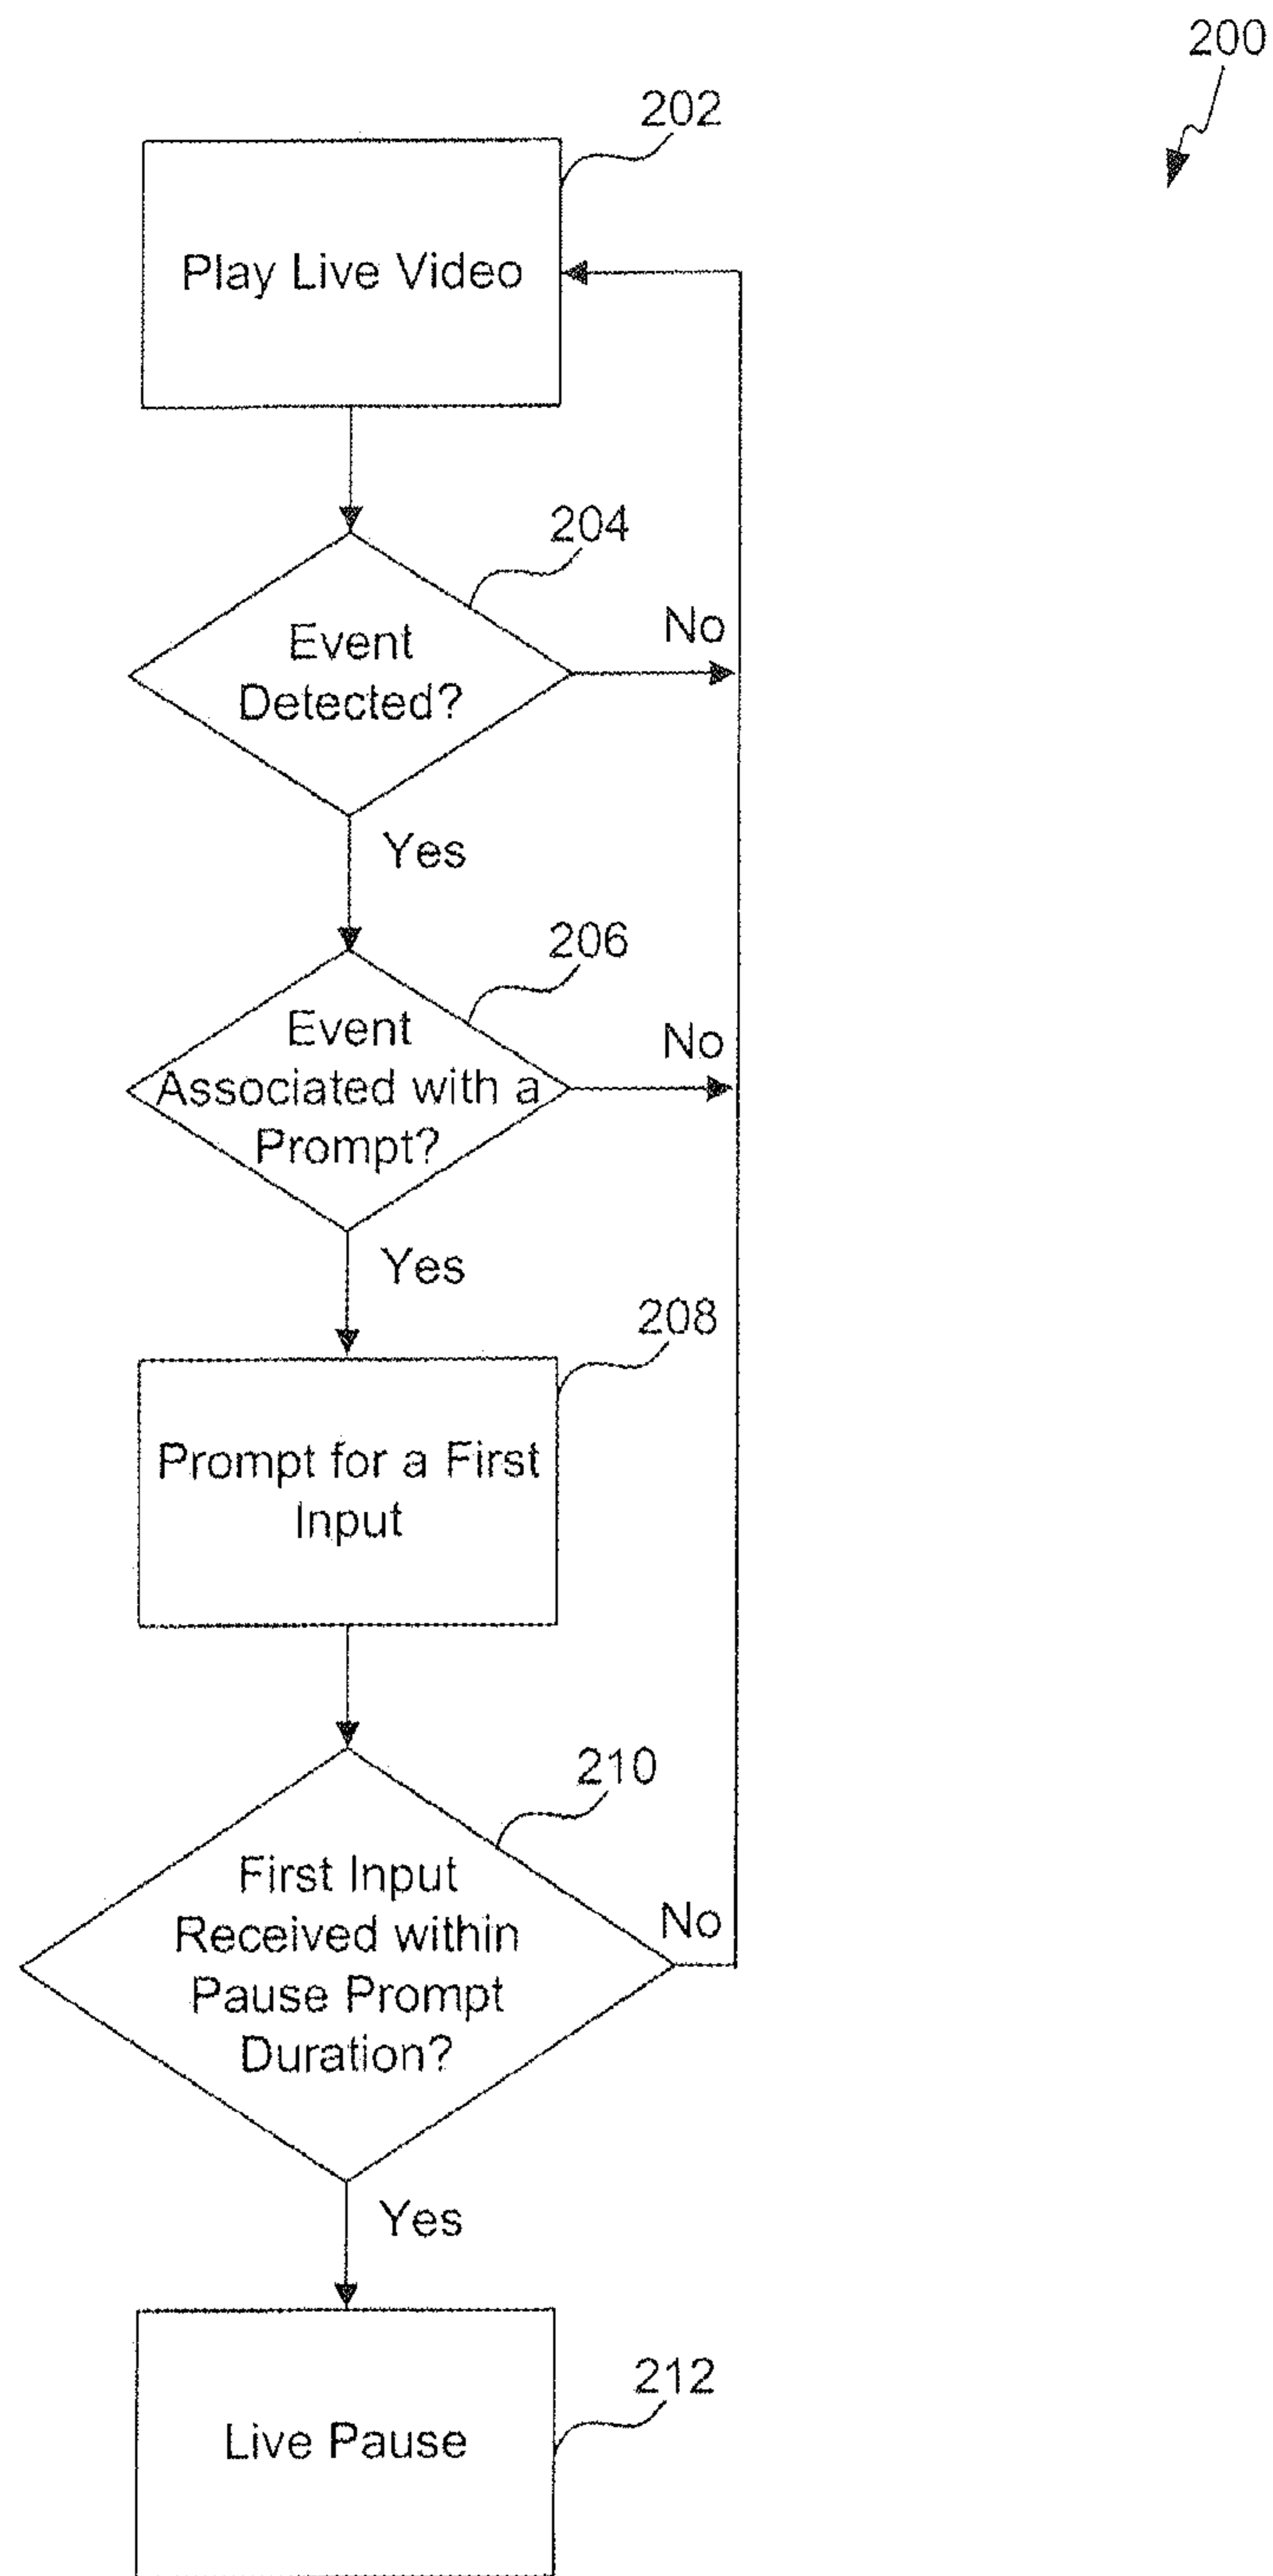 200
202
Play Live Video
204
Event
Detected?
No
Yes
206
Event
Associated with a
Prompt?
No
Yes
208
Prompt for a First
Input
210
First Input
Received within
Pause Prompt
Duration?
No
Yes
212
Live Pause